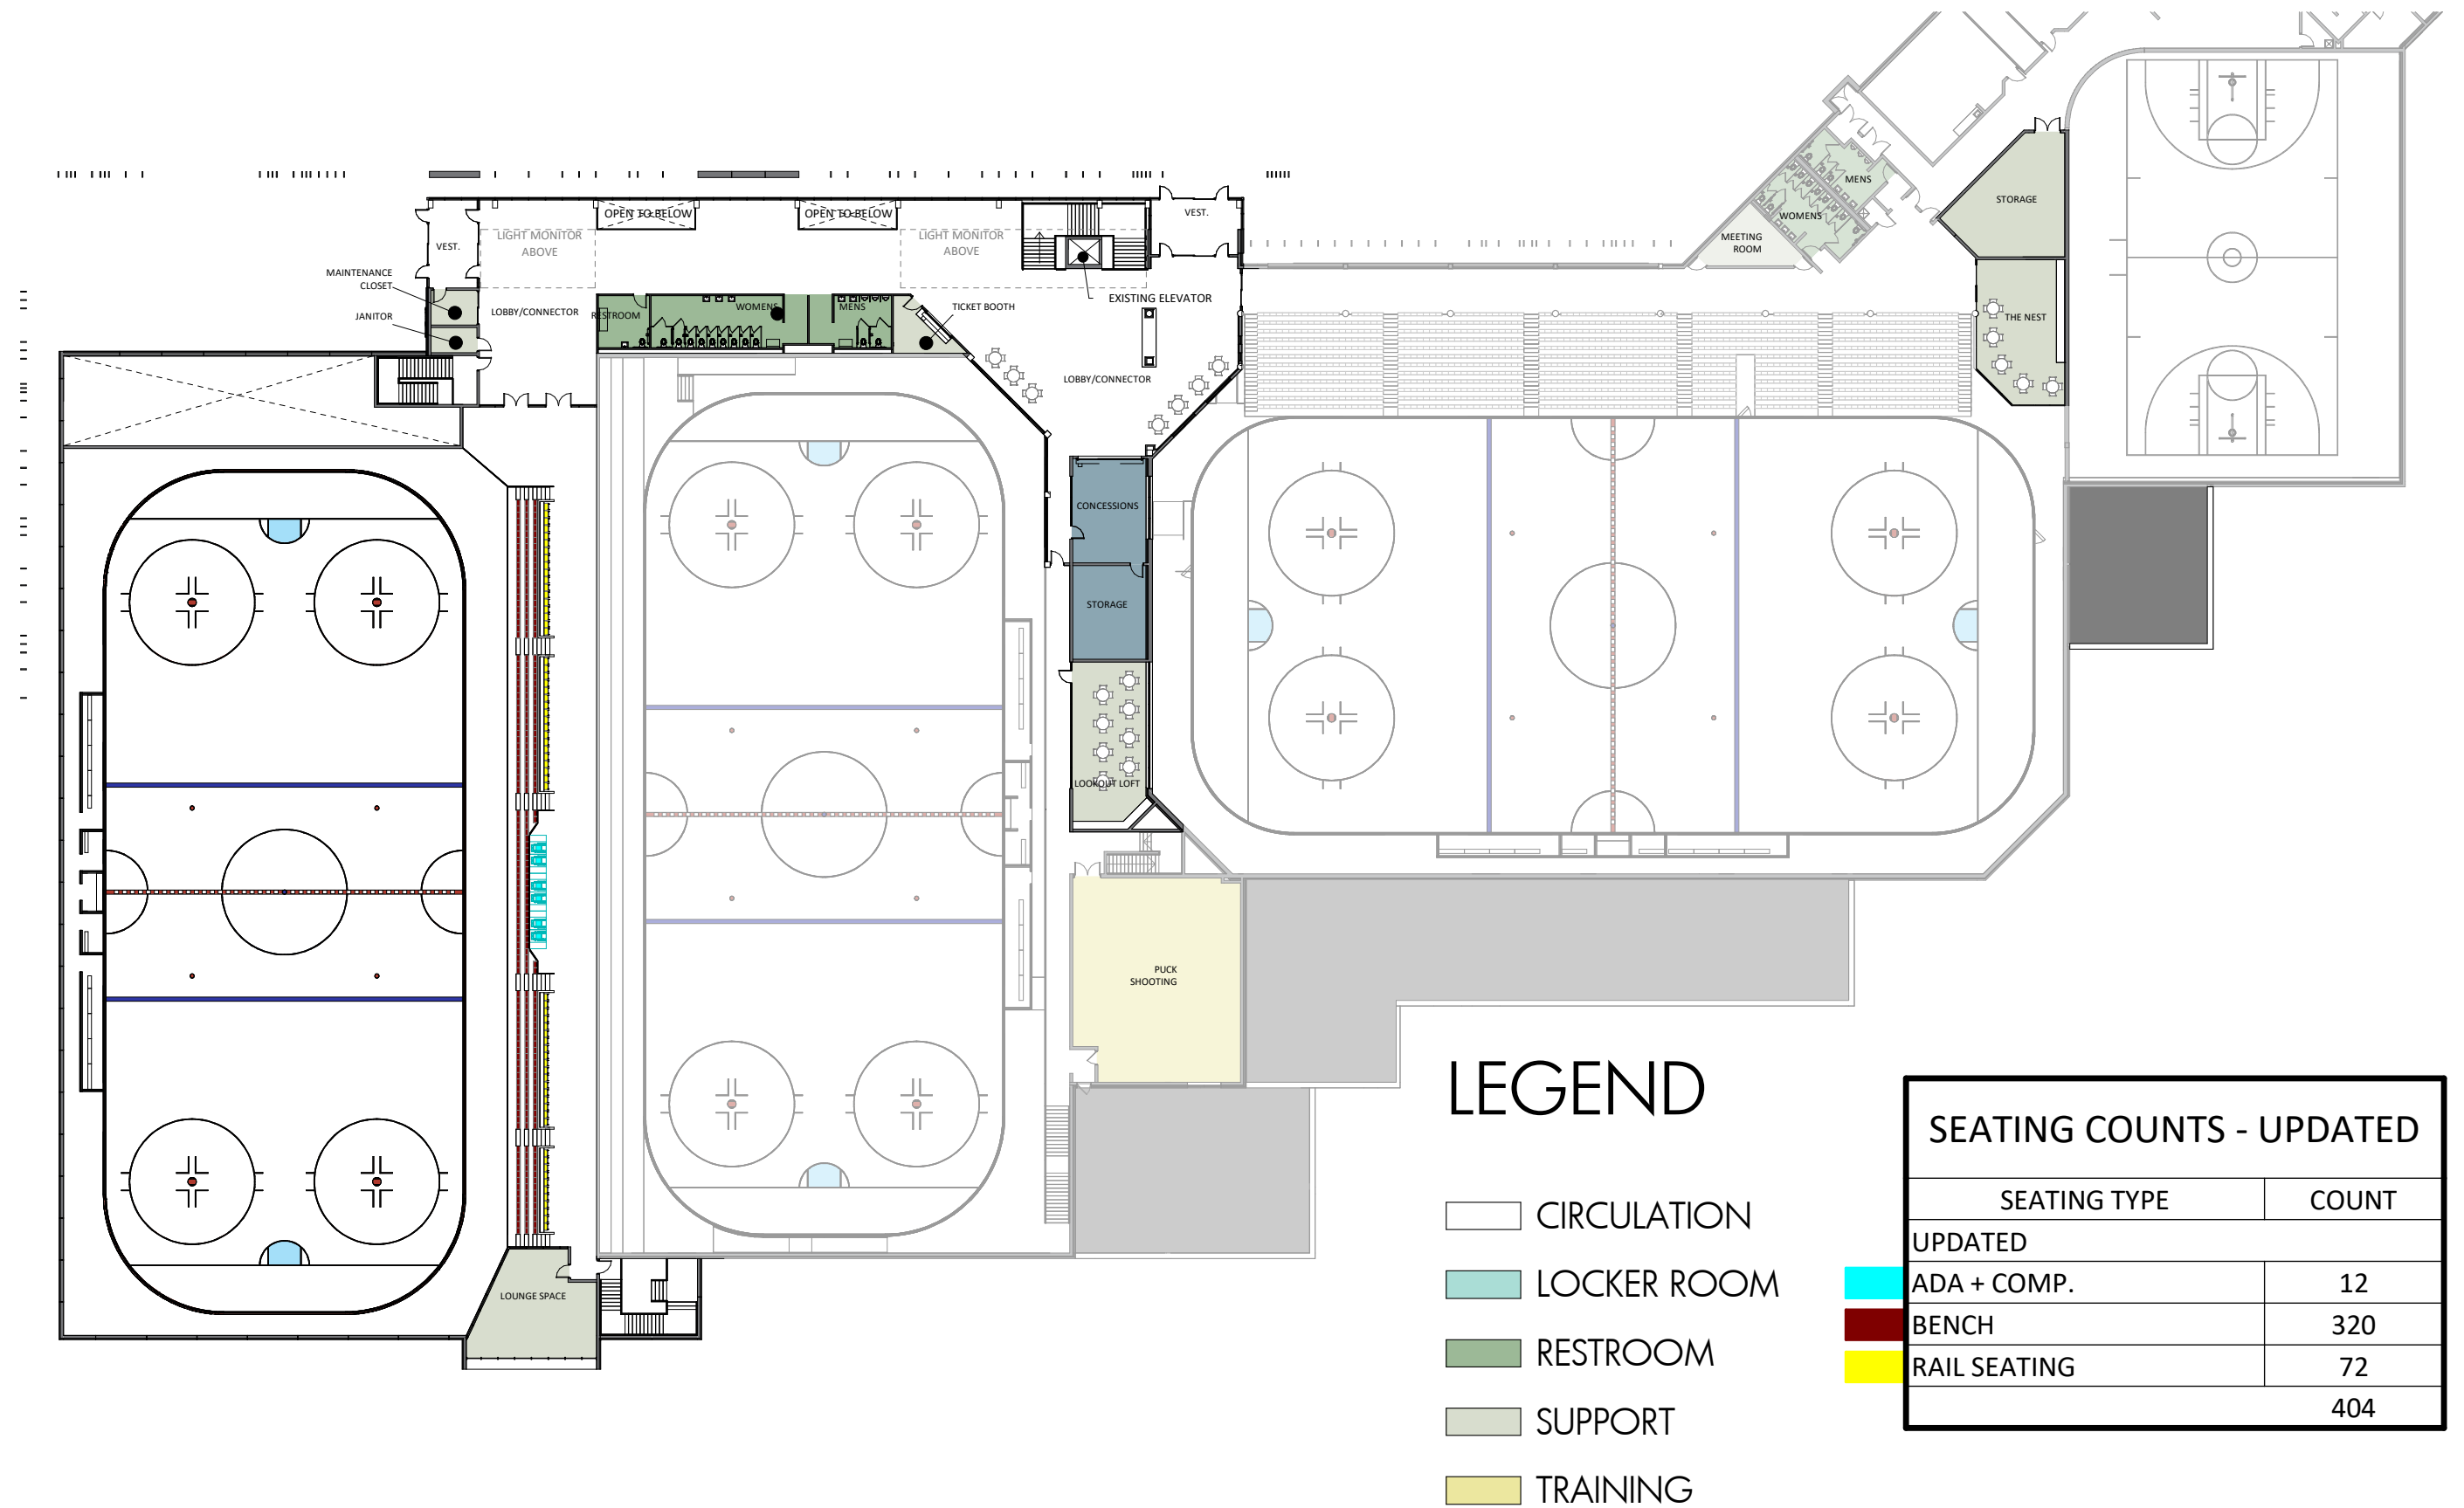 MENS
STORAGE
WOMENS
MEETING
ROOM
OPEN TO BELOW
OPEN TO BELOW
VEST.
LIGHT MONITOR
ABOVE
LIGHT MONITOR
ABOVE
VEST.
MAINTENANCE
CLOSET
EXISTING ELEVATOR
JANITOR
LOBBY/CONNECTOR
RESTROOM
WOMENS
MENS
TICKET BOOTH
THE NEST
LOBBY/CONNECTOR
CONCESSIONS
STORAGE
LOOKOUT LOFT
PUCK
SHOOTING
LOUNGE SPACE
LEGEND
CIRCULATION
LOCKER ROOM
RESTROOM
SUPPORT
TRAINING
SEATING COUNTS - UPDATED
SEATING TYPE COUNT
UPDATED
ADA + COMP. 12
BENCH 320
RAIL SEATING 72
404